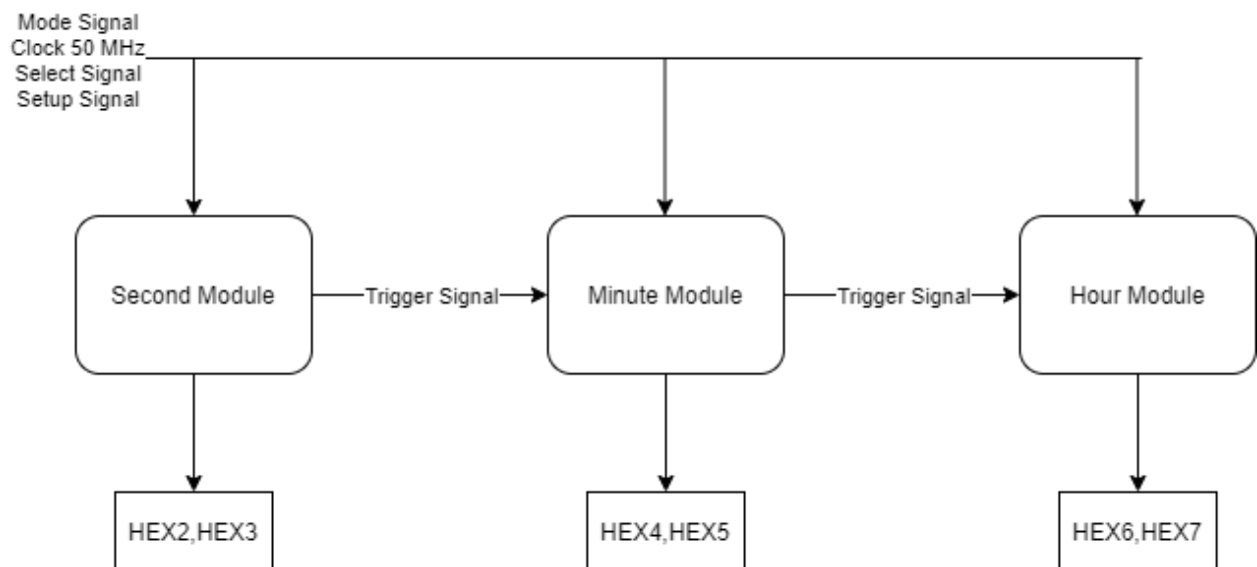 Mode Signal
Clock 50 MHz
Select Signal
Setup Signal
Second Module
Trigger Signal
Minute Module
Trigger Signal
Hour Module
HEX2,HEX3
HEX4,HEX5
HEX6,HEX7